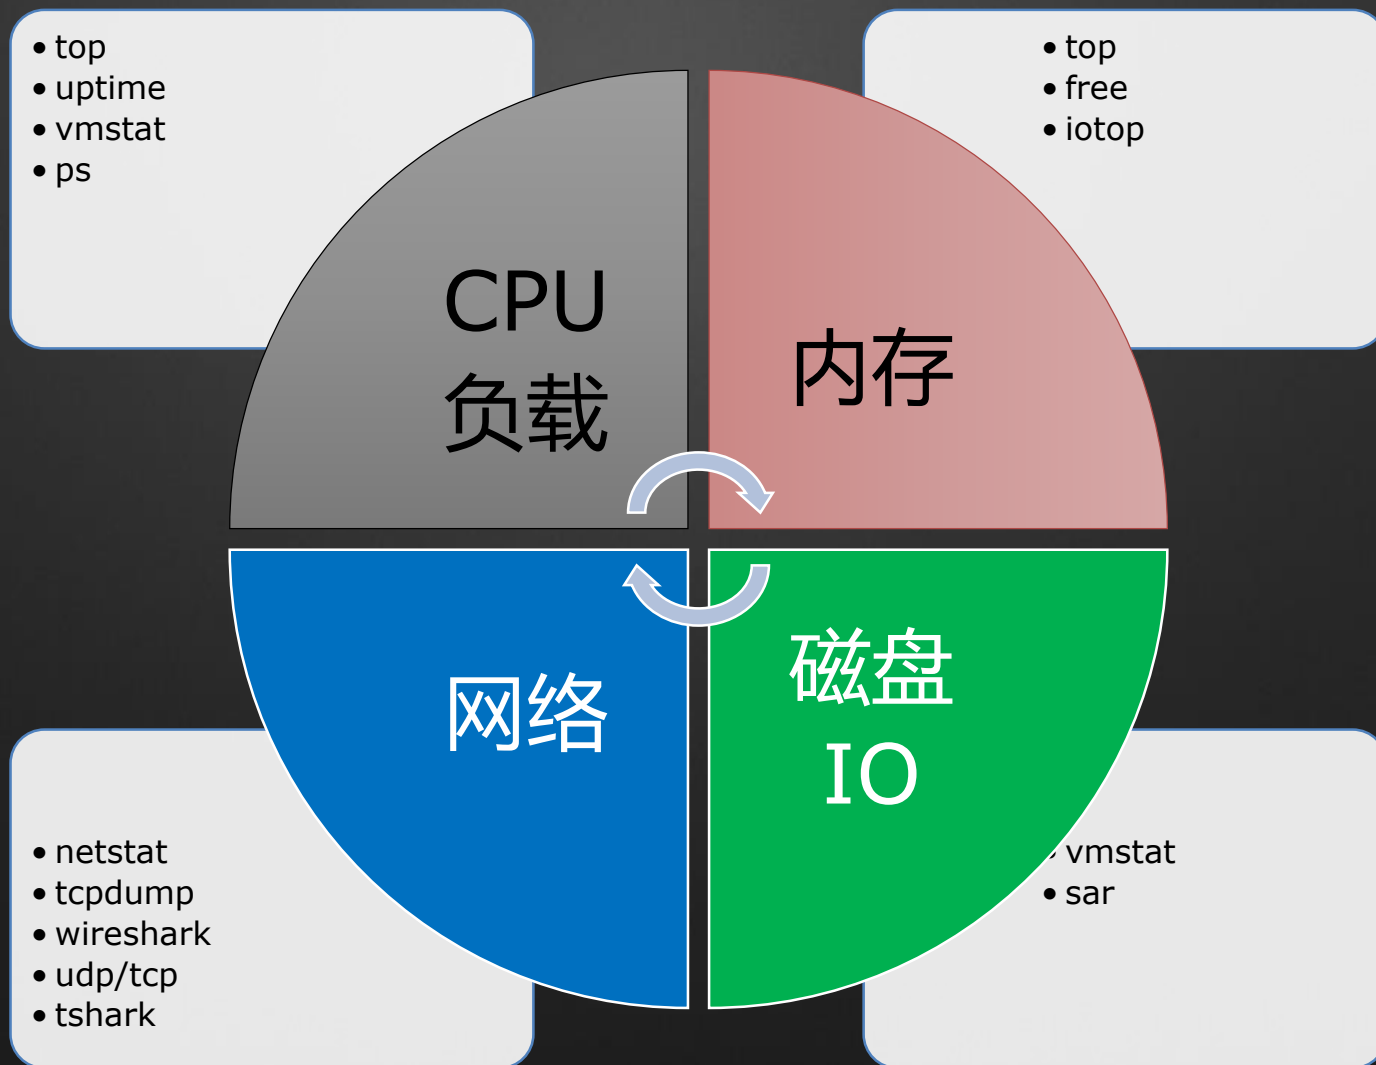 • top
• uptime
• vmstat
• ps
• top
• free
• iotop
CPU
负载
内存
网络
磁盘
IO
• netstat
• tcpdump
• wireshark
• udp/tcp
• tshark
• vmstat
• sar